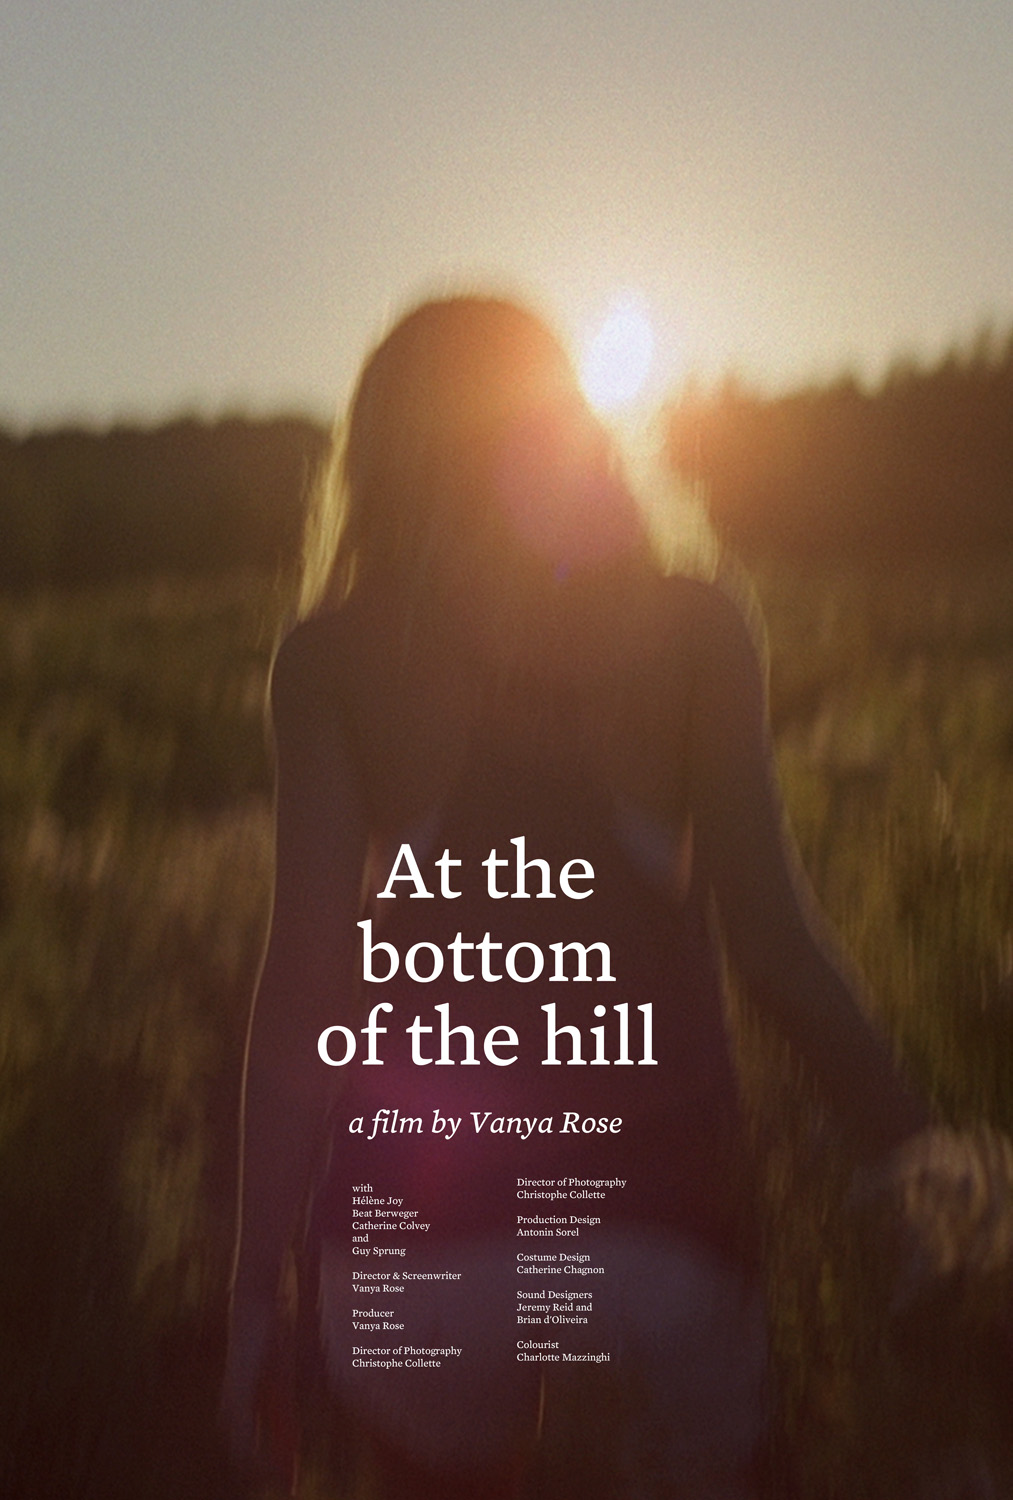 At the
bottom
of the hill
a film by Vanya Rose
with
Hélène Joy
Beat Berweger
Catherine Colvey
and
Guy Sprung
Director & Screenwriter
Vanya Rose
Producer
Vanya Rose
Director of Photography
Christophe Collette
Director of Photography
Christophe Collette
Production Design
Antonin Sorel
Costume Design
Catherine Chagnon
Sound Designers
Jeremy Reid and
Brian d'Oliveira
Colourist
Charlotte Mazzinghi